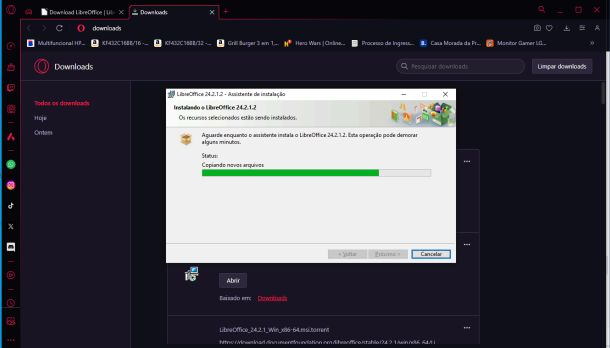 Download LibreOffice | Lib
Downloads
downloads
Multifuncional HP...
KF432C16BB/16 -...
KF432C16BB/32 -...
Grill Burger 3 em 1,...
Hero Wars | Online...
Processo de Ingress...
Casa Morada da Pr...
Monitor Gamer LG...
Downloads
Pesquisar downloads
Limpar downloads
Todos os downloads
Hoje
Ontem
LibreOffice 24.2.1.2 - Assistente de instalação
Instalando o LibreOffice 24.2.1.2
Os recursos selecionados estão sendo instalados.
Aguarde enquanto o assistente instala o LibreOffice 24.2.1.2. Esta operação pode demorar
alguns minutos.
Status:
Copiando novos arquivos
< Voltar
Próxima >
Cancelar
Abrir
Baixado em: Downloads
LibreOffice_24.2.1_Win_x86-64.msi.torrent
https://download.documentfoundation.org/libreoffice/stable/24.2.1/win/x86_64/Li